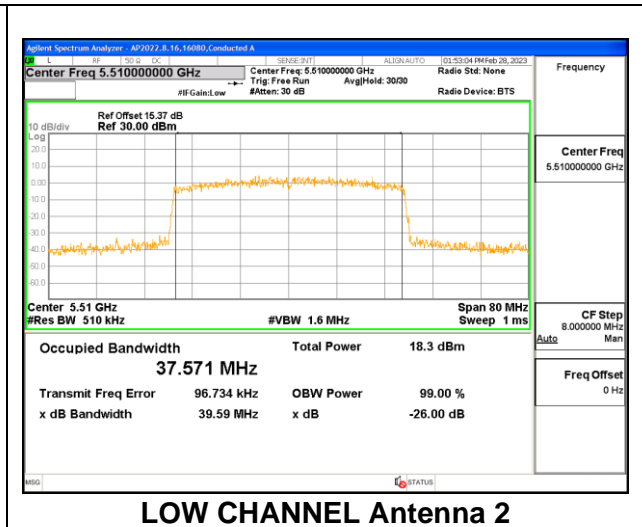 Agilent Spectrum Analyzer - AP2022.8.16,16080,Conducted A
L RF 50 Ω DC SENSE:INT ALIGN AUTO 01:53:04 PM Feb 28, 2023
Center Freq 5.510000000 GHz Center Freq: 5.510000000 GHz Radio Std: None Frequency
Trig: Free Run Avg|Hold: 30/30
#IFGain:Low #Atten: 30 dB Radio Device: BTS
Ref Offset 15.37 dB
10 dB/div Ref 30.00 dBm
Log
20.0
10.0
0.00
-10.0
-20.0
-30.0
-40.0
-50.0
-60.0
Center Freq
5.510000000 GHz
Center 5.51 GHz Span 80 MHz
#Res BW 510 kHz #VBW 1.6 MHz Sweep 1 ms
CF Step
8.000000 MHz
Auto Man
Occupied Bandwidth Total Power 18.3 dBm
37.571 MHz
Freq Offset
0 Hz
Transmit Freq Error 96.734 kHz OBW Power 99.00 %
x dB Bandwidth 39.59 MHz x dB -26.00 dB
MSG STATUS
LOW CHANNEL Antenna 2